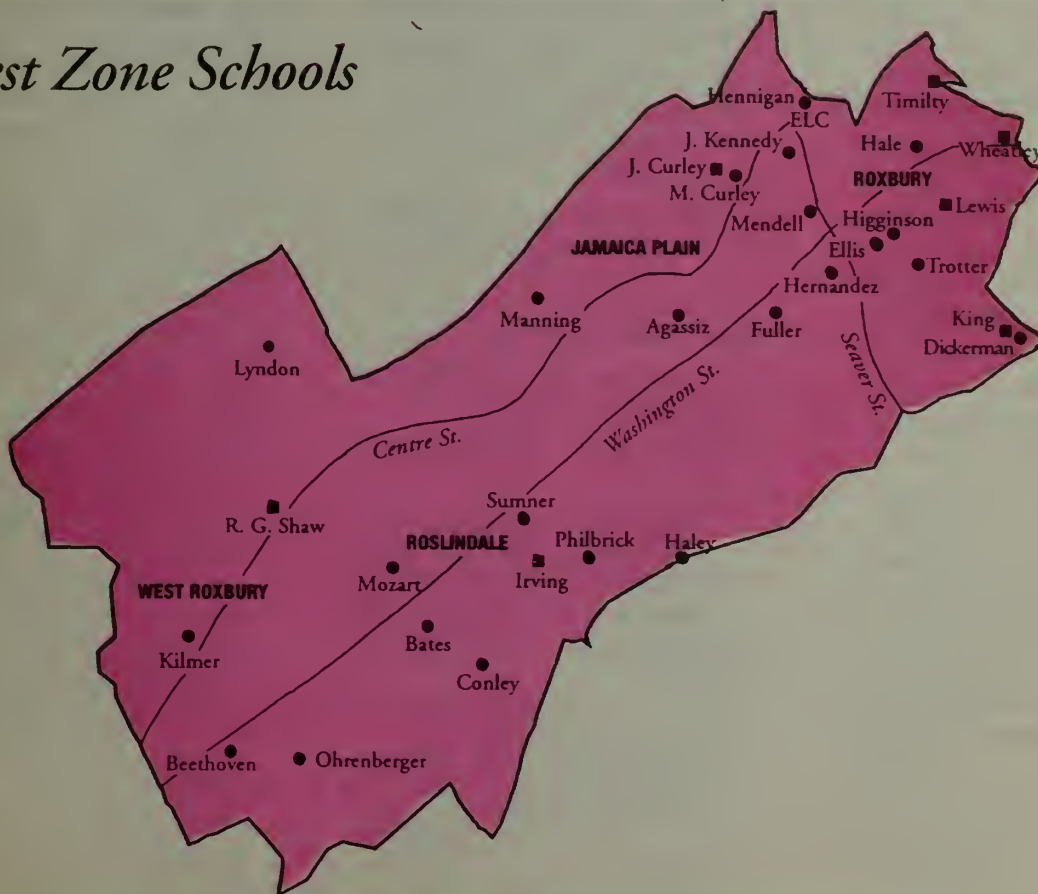 st Zone Schools
Hennigan
ELC
Timilty
J. Kennedy
Hale
Wheatley
J. Curley
M. Curley
ROXBURY
Lewis
Mendell
Higginson
JAMAICA PLAIN
Ellis
Trotter
Hernandez
Manning
Agassiz
Fuller
King
Dickerman
Lyndon
Seaver St.
Washington St.
Centre St.
Sumner
R. G. Shaw
ROSLINDALE
Philbrick
Haley
Mozart
Irving
WEST ROXBURY
Bates
Kilmer
Conley
Beethoven
Ohrenberger